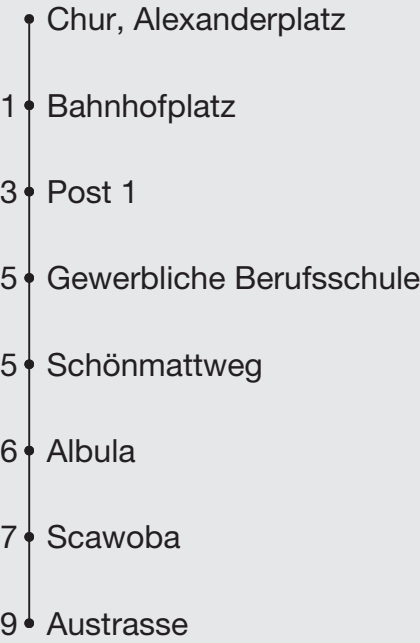 Chur, Alexanderplatz
1 Bahnhofplatz
3 Post 1
5 Gewerbliche Berufsschule
5 Schönmattweg
6 Albula
7 Scawoba
9 Austrasse